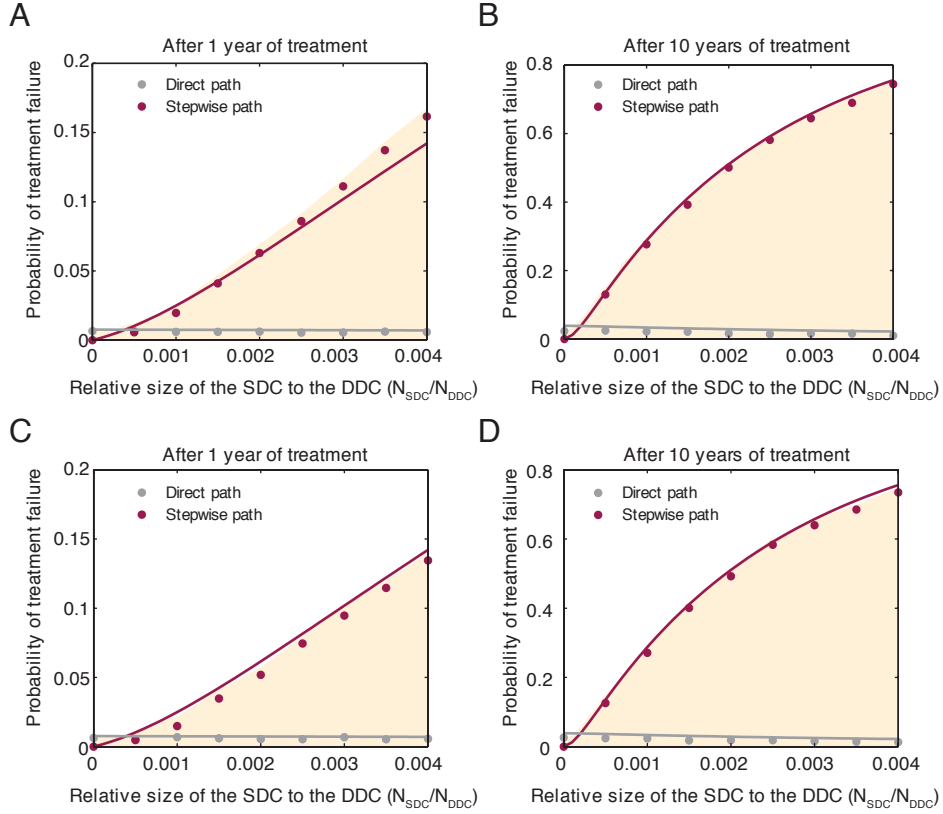 A
After 1 year of treatment
Probability of treatment failure
0.2
0.15
0.1
0.05
0
Direct path
Stepwise path
0 0.001 0.002 0.003 0.004
Relative size of the SDC to the DDC (N_SDC/N_DDC)
B
After 10 years of treatment
Probability of treatment failure
0.8
0.6
0.4
0.2
0
Direct path
Stepwise path
0 0.001 0.002 0.003 0.004
Relative size of the SDC to the DDC (N_SDC/N_DDC)
C
After 1 year of treatment
Probability of treatment failure
0.2
0.15
0.1
0.05
0
Direct path
Stepwise path
0 0.001 0.002 0.003 0.004
Relative size of the SDC to the DDC (N_SDC/N_DDC)
D
After 10 years of treatment
Probability of treatment failure
0.8
0.6
0.4
0.2
0
Direct path
Stepwise path
0 0.001 0.002 0.003 0.004
Relative size of the SDC to the DDC (N_SDC/N_DDC)